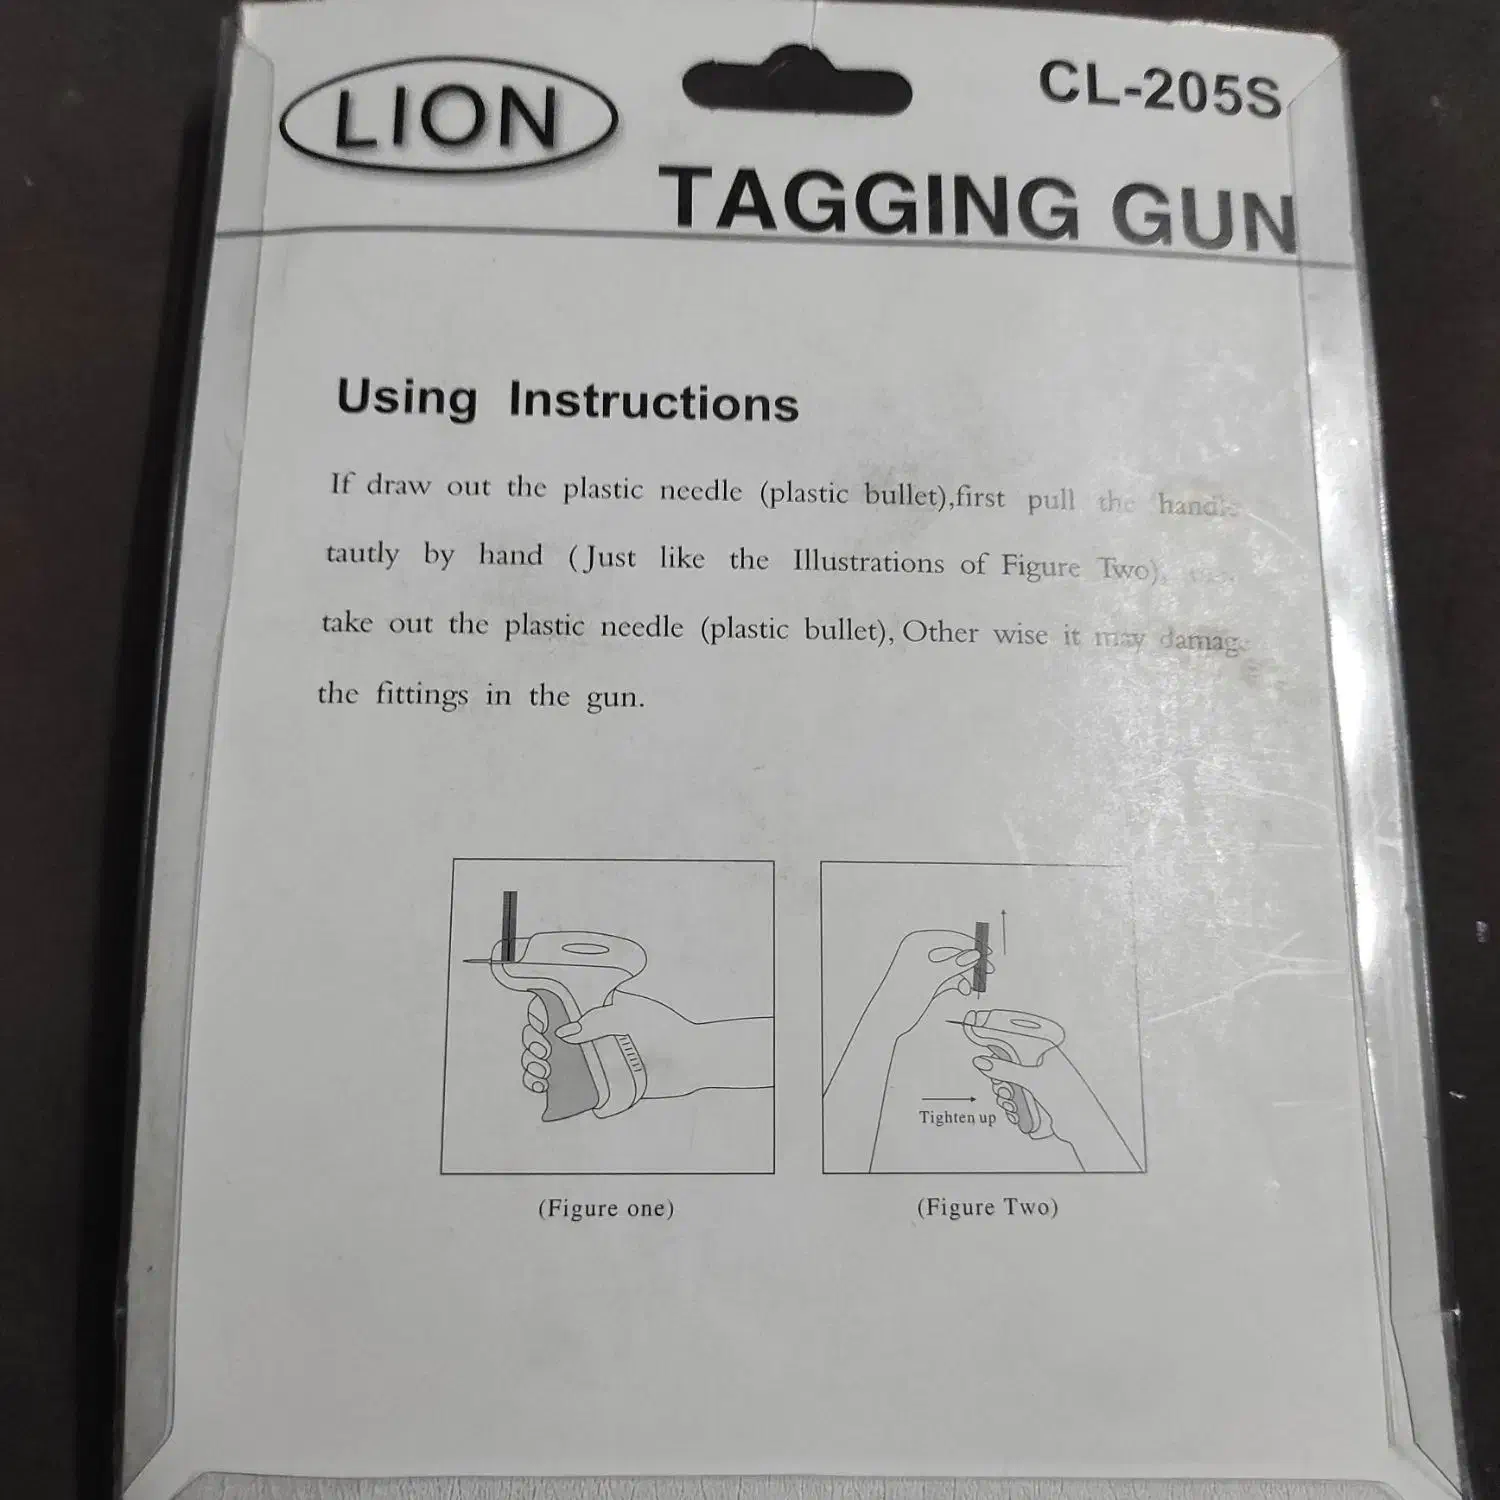 LION
CL-205S
TAGGING GUN
Using Instructions
If draw out the plastic needle (plastic bullet),first pull the handle
tautly by hand (Just like the Illustrations of Figure Two),
take out the plastic needle (plastic bullet), Other wise it may damage
the fittings in the gun.
Tighten up
(Figure one)
(Figure Two)